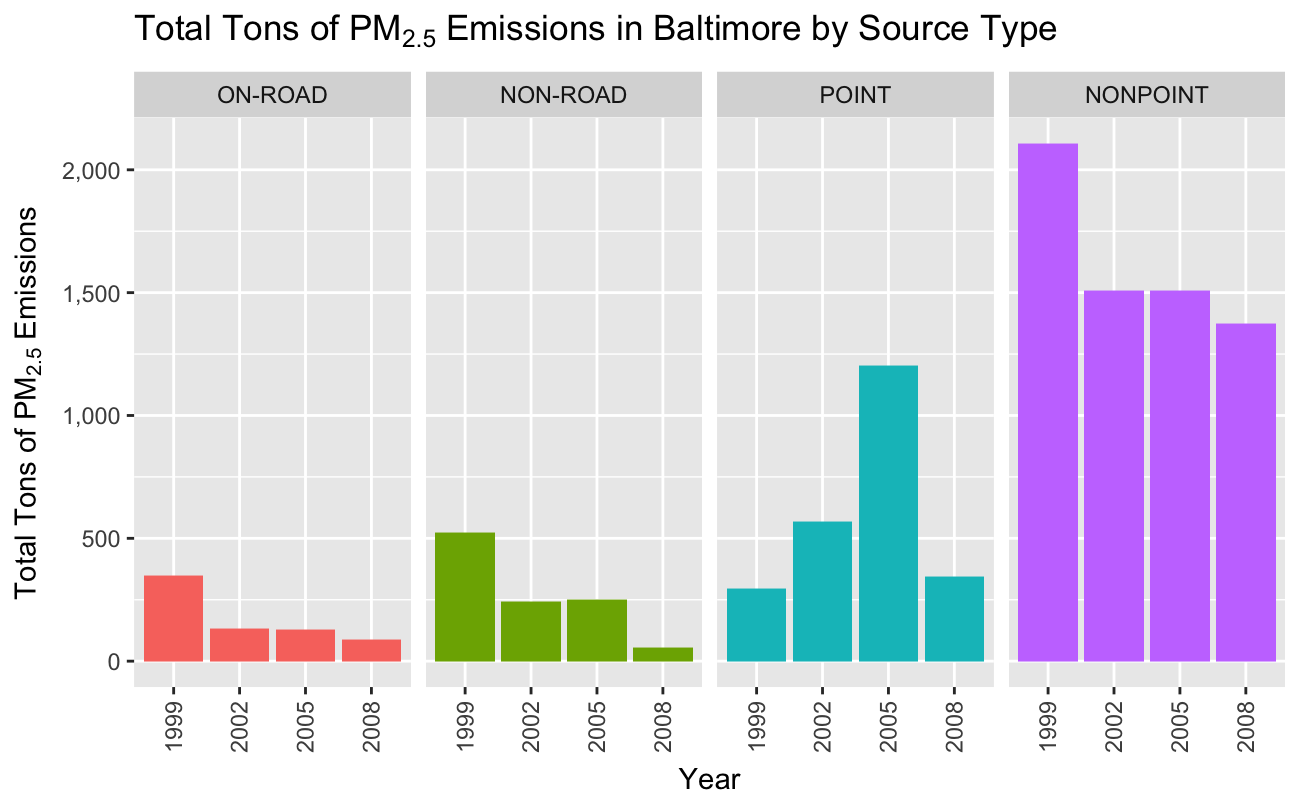 Total Tons of PM2.5 Emissions in Baltimore by Source Type
ON-ROAD NON-ROAD POINT NONPOINT
Total Tons of PM2.5 Emissions
2,000
1,500
1,000
500
0
1999 2002 2005 2008 1999 2002 2005 2008 1999 2002 2005 2008 1999 2002 2005 2008
Year